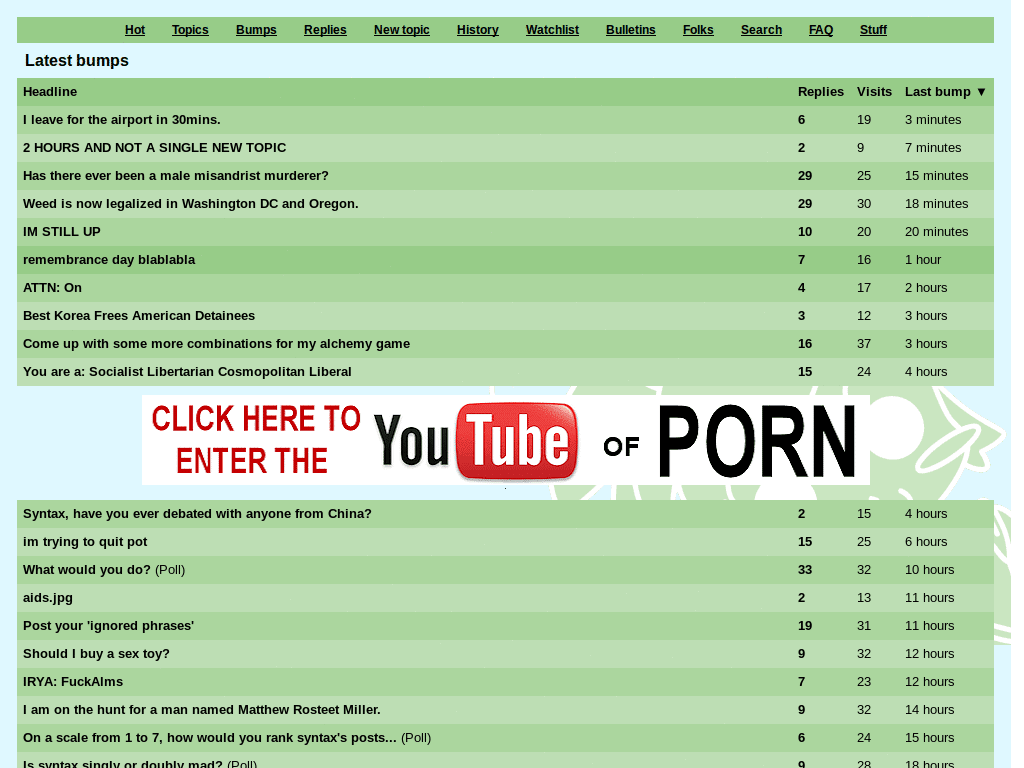 Hot Topics Bumps Replies New topic History Watchlist Bulletins Folks Search FAQ Stuff
Latest bumps
Headline Replies Visits Last bump ▼
I leave for the airport in 30mins. 6 19 3 minutes
2 HOURS AND NOT A SINGLE NEW TOPIC 2 9 7 minutes
Has there ever been a male misandrist murderer? 29 25 15 minutes
Weed is now legalized in Washington DC and Oregon. 29 30 18 minutes
IM STILL UP 10 20 20 minutes
remembrance day blablabla 7 16 1 hour
ATTN: On 4 17 2 hours
Best Korea Frees American Detainees 3 12 3 hours
Come up with some more combinations for my alchemy game 16 37 3 hours
You are a: Socialist Libertarian Cosmopolitan Liberal 15 24 4 hours
CLICK HERE TO
ENTER THE YouTube OF PORN
Syntax, have you ever debated with anyone from China? 2 15 4 hours
im trying to quit pot 15 25 6 hours
What would you do? (Poll) 33 32 10 hours
aids.jpg 2 13 11 hours
Post your 'ignored phrases' 19 31 11 hours
Should I buy a sex toy? 9 32 12 hours
IRYA: FuckAlms 7 23 12 hours
I am on the hunt for a man named Matthew Rosteet Miller. 9 32 14 hours
On a scale from 1 to 7, how would you rank syntax's posts... (Poll) 6 24 15 hours
Is syntax singly or doubly mad? (Poll) 9 28 18 hours